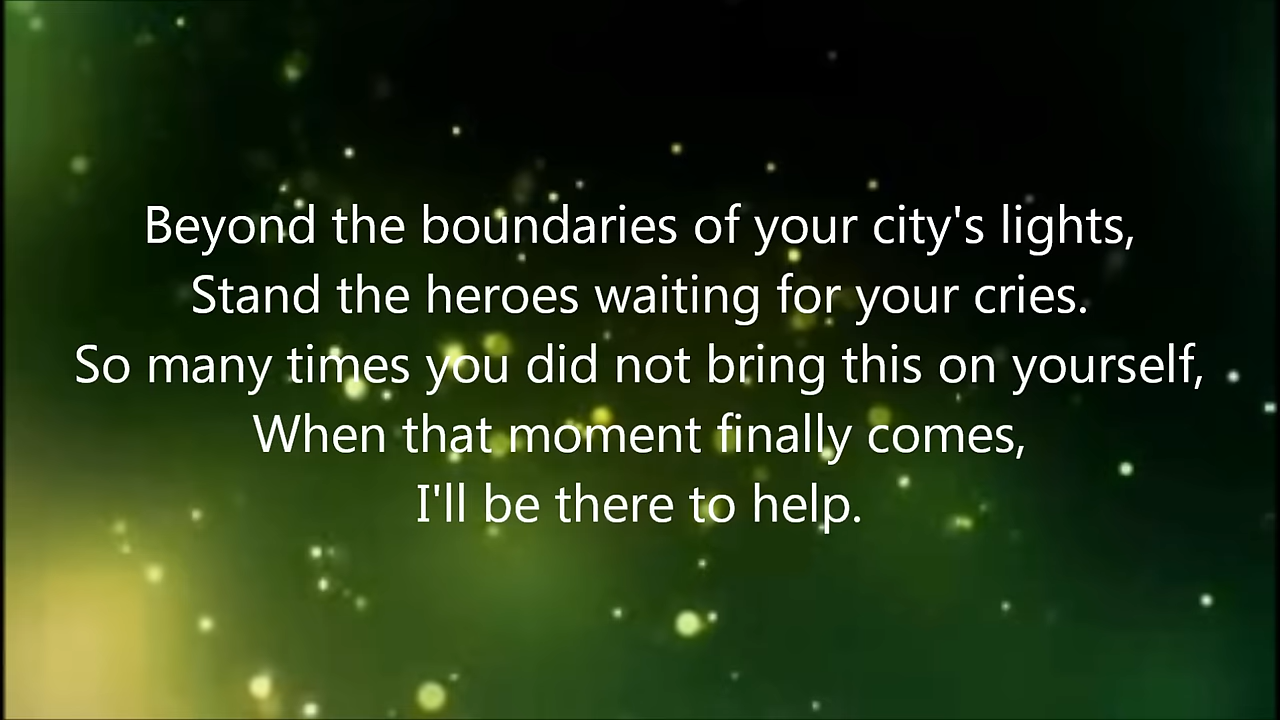 Beyond the boundaries of your city's lights,
Stand the heroes waiting for your cries.
So many times you did not bring this on yourself,
When that moment finally comes,
I'll be there to help.